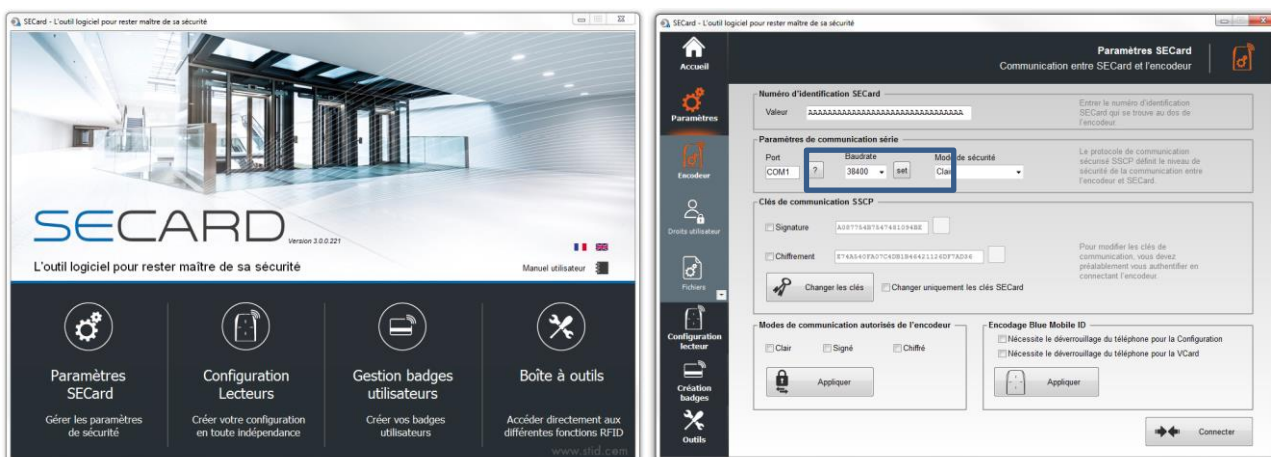 SECard - L'outil logiciel pour rester maître de sa sécurité
SECARD
Version 3.0.0.221
L'outil logiciel pour rester maître de sa sécurité
Manuel utilisateur
Paramètres
SECard
Gérer les paramètres
de sécurité
Configuration
Lecteurs
Créer votre configuration
en toute indépendance
Gestion badges
utilisateurs
Créer vos badges
utilisateurs
Boîte à outils
Accéder directement aux
différentes fonctions RFID
www.stid.com
SECard - L'outil logiciel pour rester maître de sa sécurité
Accueil
Paramètres
Encodeur
Droits utilisateur
Fichiers
Configuration
lecteur
Création
badges
Outils
Paramètres SECard
Communication entre SECard et l'encodeur
Numéro d'identification SECard
Valeur
Entrer le numéro d'identification
SECard qui se trouve au dos de
l'encodeur.
Paramètres de communication série
Port
COM1
?
Baudrate
38400
set
Mode de sécurité
Le protocole de communication
sécurisé SSCP définit le niveau de
sécurité de la communication entre
l'encodeur et SECard.
Clés de communication SSCP
Signature
Chiffrement
Changer les clés
Changer uniquement les clés SECard
Pour modifier les clés de
communication, vous devez
préalablement vous authentifier en
connectant l'encodeur.
Modes de communication autorisés de l'encodeur
Clair
Signé
Chiffré
Appliquer
Encodage Blue Mobile ID
Nécessite le déverrouillage du téléphone pour la Configuration
Nécessite le déverrouillage du téléphone pour la VCard
Appliquer
Connecter